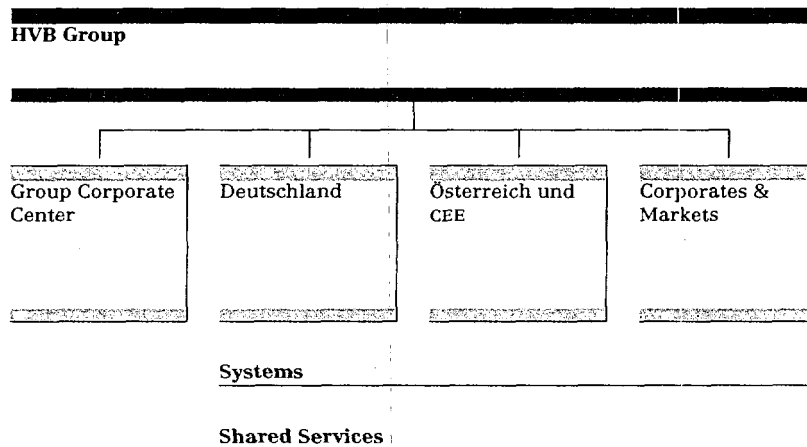 HVB Group
Group Corporate
Center
Deutschland
Österreich und
CEE
Corporates &
Markets
Systems
Shared Services